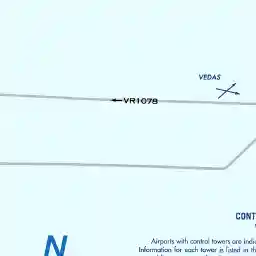 VEDAS
VR1078
N
CONT
Airports with control towers are indi
Information for each tower is listed in th